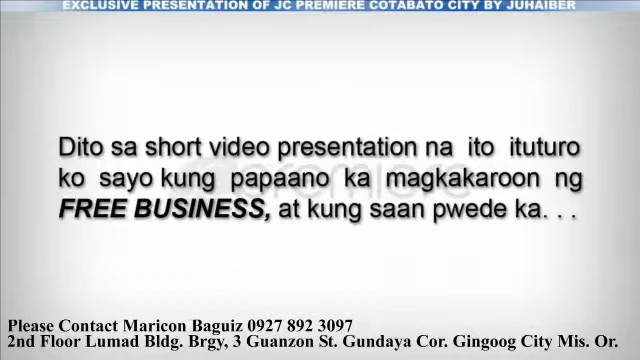 EXCLUSIVE PRESENTATION OF JC PREMIERE COTABATO CITY BY JUHAIBER
Dito sa short video presentation na ito ituturo
ko sayo kung papaano ka magkakaroon ng
FREE BUSINESS, at kung saan pwede ka. . .
premiere
Please Contact Maricon Baguiz 0927 892 3097
2nd Floor Lumad Bldg. Brgy, 3 Guanzon St. Gundaya Cor. Gingoog City Mis. Or.